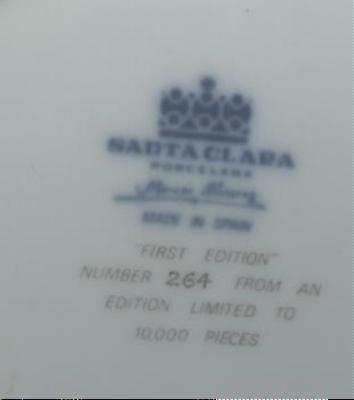 SANTA CLARA
PORCELANA
MADE IN SPAIN
"FIRST EDITION"
NUMBER 264 FROM AN
EDITION LIMITED TO
10,000 PIECES